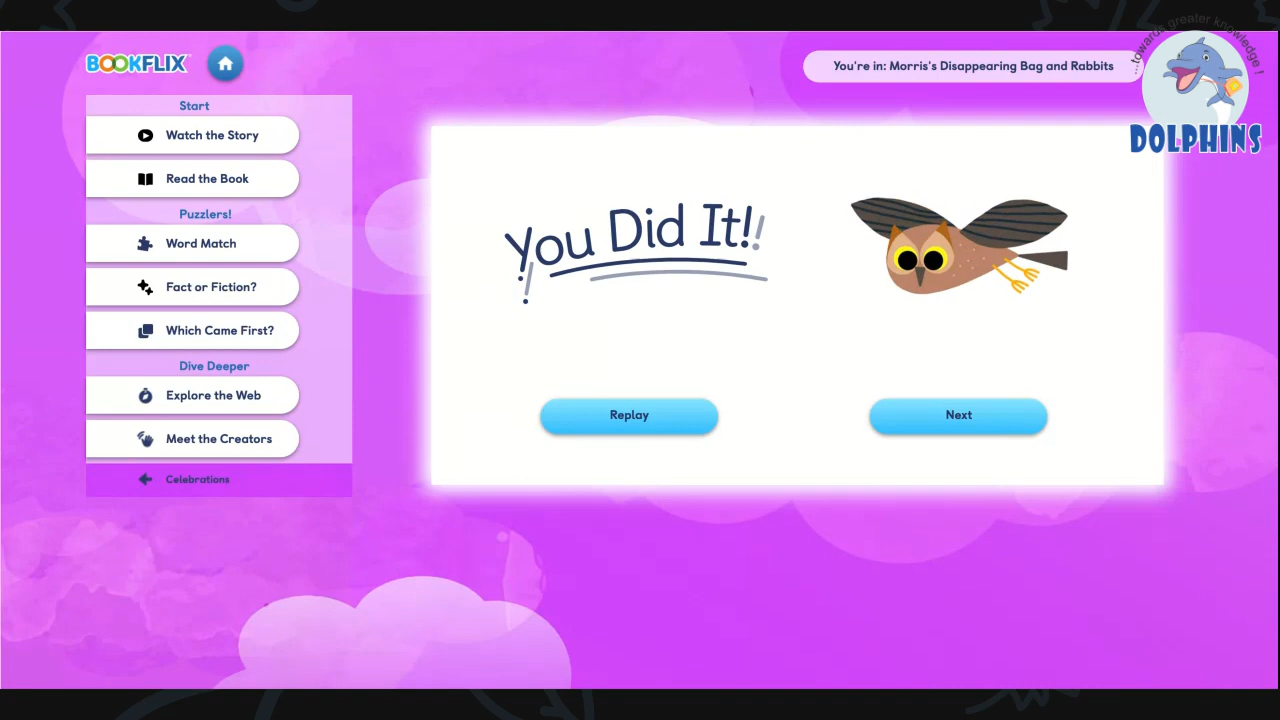 BOOKFLIX
You're in: Morris's Disappearing Bag and Rabbits
...towards greater knowledge !
DOLPHINS
Start
Watch the Story
Read the Book
Puzzlers!
Word Match
Fact or Fiction?
Which Came First?
Dive Deeper
Explore the Web
Meet the Creators
Celebrations
You Did It!
Replay
Next